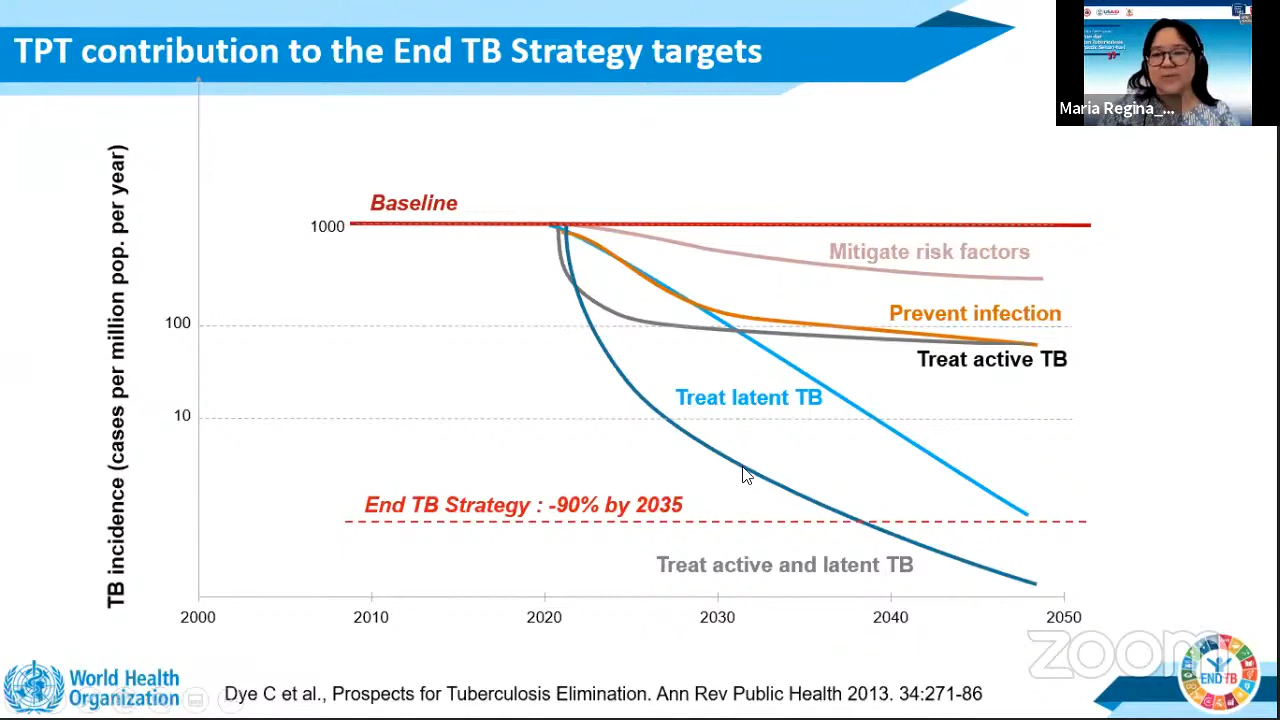 TPT contribution to the End TB Strategy targets
USAID
Maria Regina_...
TB incidence (cases per million pop. per year)
Baseline
1000
Mitigate risk factors
Prevent infection
100
Treat active TB
Treat latent TB
10
End TB Strategy : -90% by 2035
Treat active and latent TB
2000
2010
2020
2030
2040
2050
zoom
World Health
Organization
Dye C et al., Prospects for Tuberculosis Elimination. Ann Rev Public Health 2013. 34:271-86
END TB